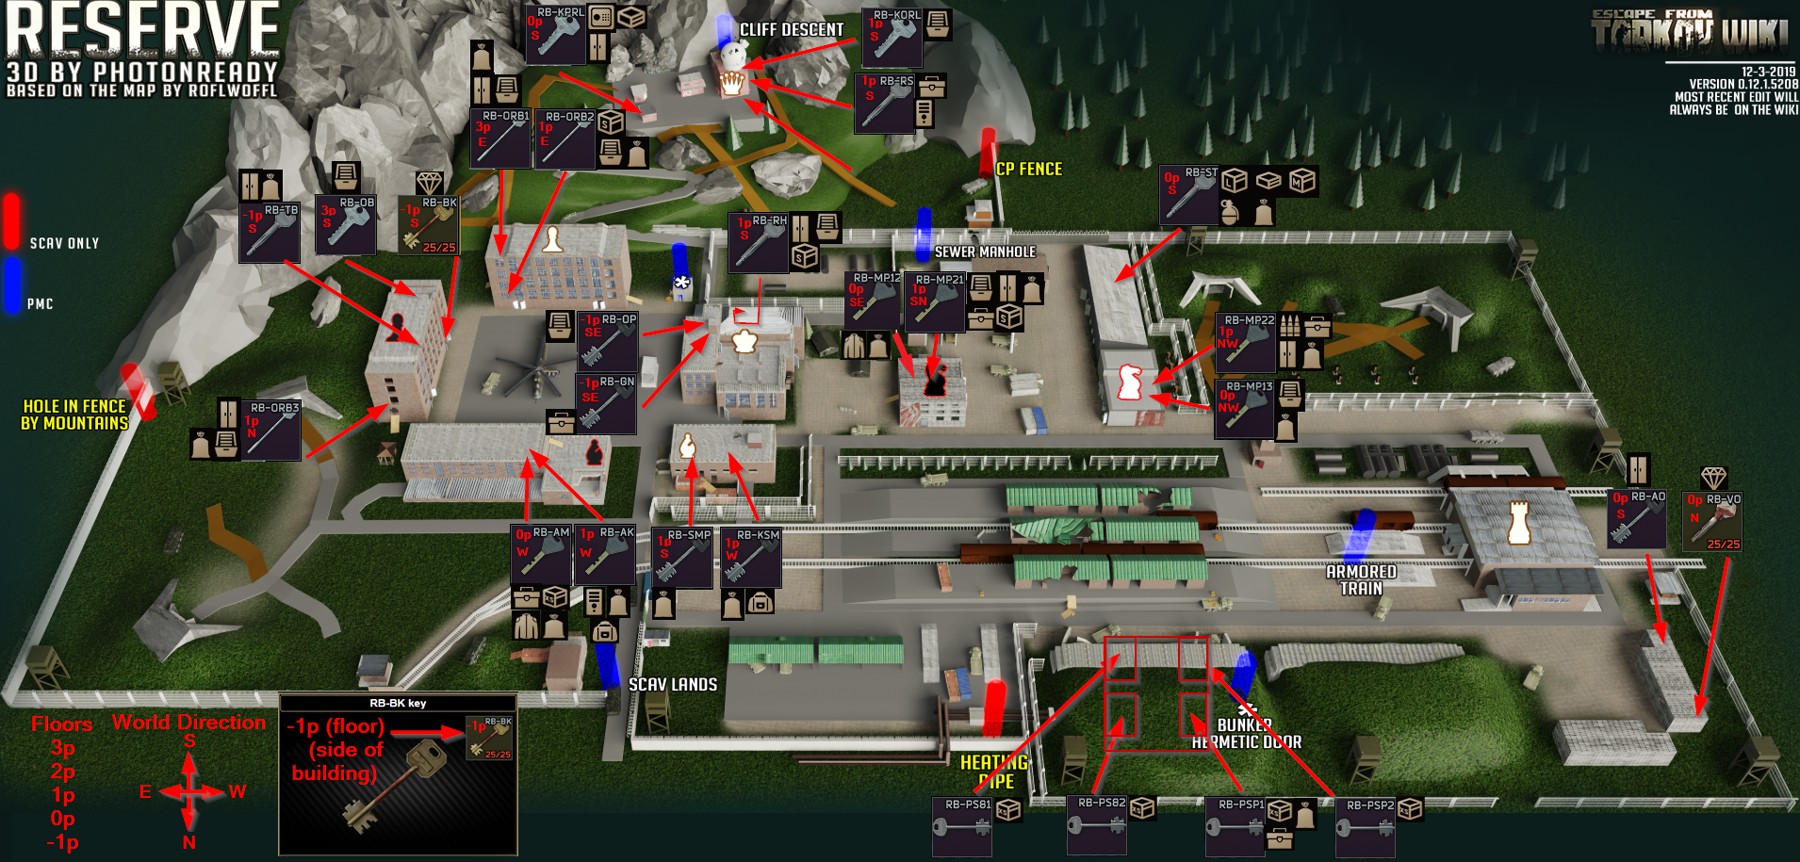 RESERVE
3D BY PHOTONREADY
BASED ON THE MAP BY ROFLWOFFL
ESCAPE FROM
TARKOV WIKI
12-3-2019
VERSION 0.12.1.5208
MOST RECENT EDIT WILL
ALWAYS BE ON THE WIKI
SCAV ONLY
PMC
RB-KPRL
0p
S
CLIFF DESCENT
RB-KORL
1p
S
RB-RS
1p
S
RB-ORB1
3p
E
RB-ORB2
1p
E
CP FENCE
RB-ST
0p
S
RB-TB
-1p
S
RB-OB
3p
S
RB-BK
-1p
S
25/25
RB-RH
1p
S
SEWER MANHOLE
RB-MP12
0p
SE
RB-MP21
1p
SN
RB-OP
-1p
SE
RB-GN
-1p
SE
RB-MP22
1p
NW
RB-MP13
0p
NW
HOLE IN FENCE
BY MOUNTAINS
RB-ORB3
1p
N
RB-AM
0p
W
RB-AK
1p
W
RB-SMP
1p
S
RB-KSM
1p
W
RB-AO
0p
S
RB-VO
0p
N
25/25
ARMORED
TRAIN
SCAV LANDS
BUNKER
HERMETIC DOOR
HEATING
PIPE
RB-PS81
RB-PS82
RB-PSP1
RB-PSP2
Floors
3p
2p
1p
0p
-1p
World Direction
S
E
W
N
RB-BK key
-1p (floor)
(side of
building)
RB-BK
-1p
25/25